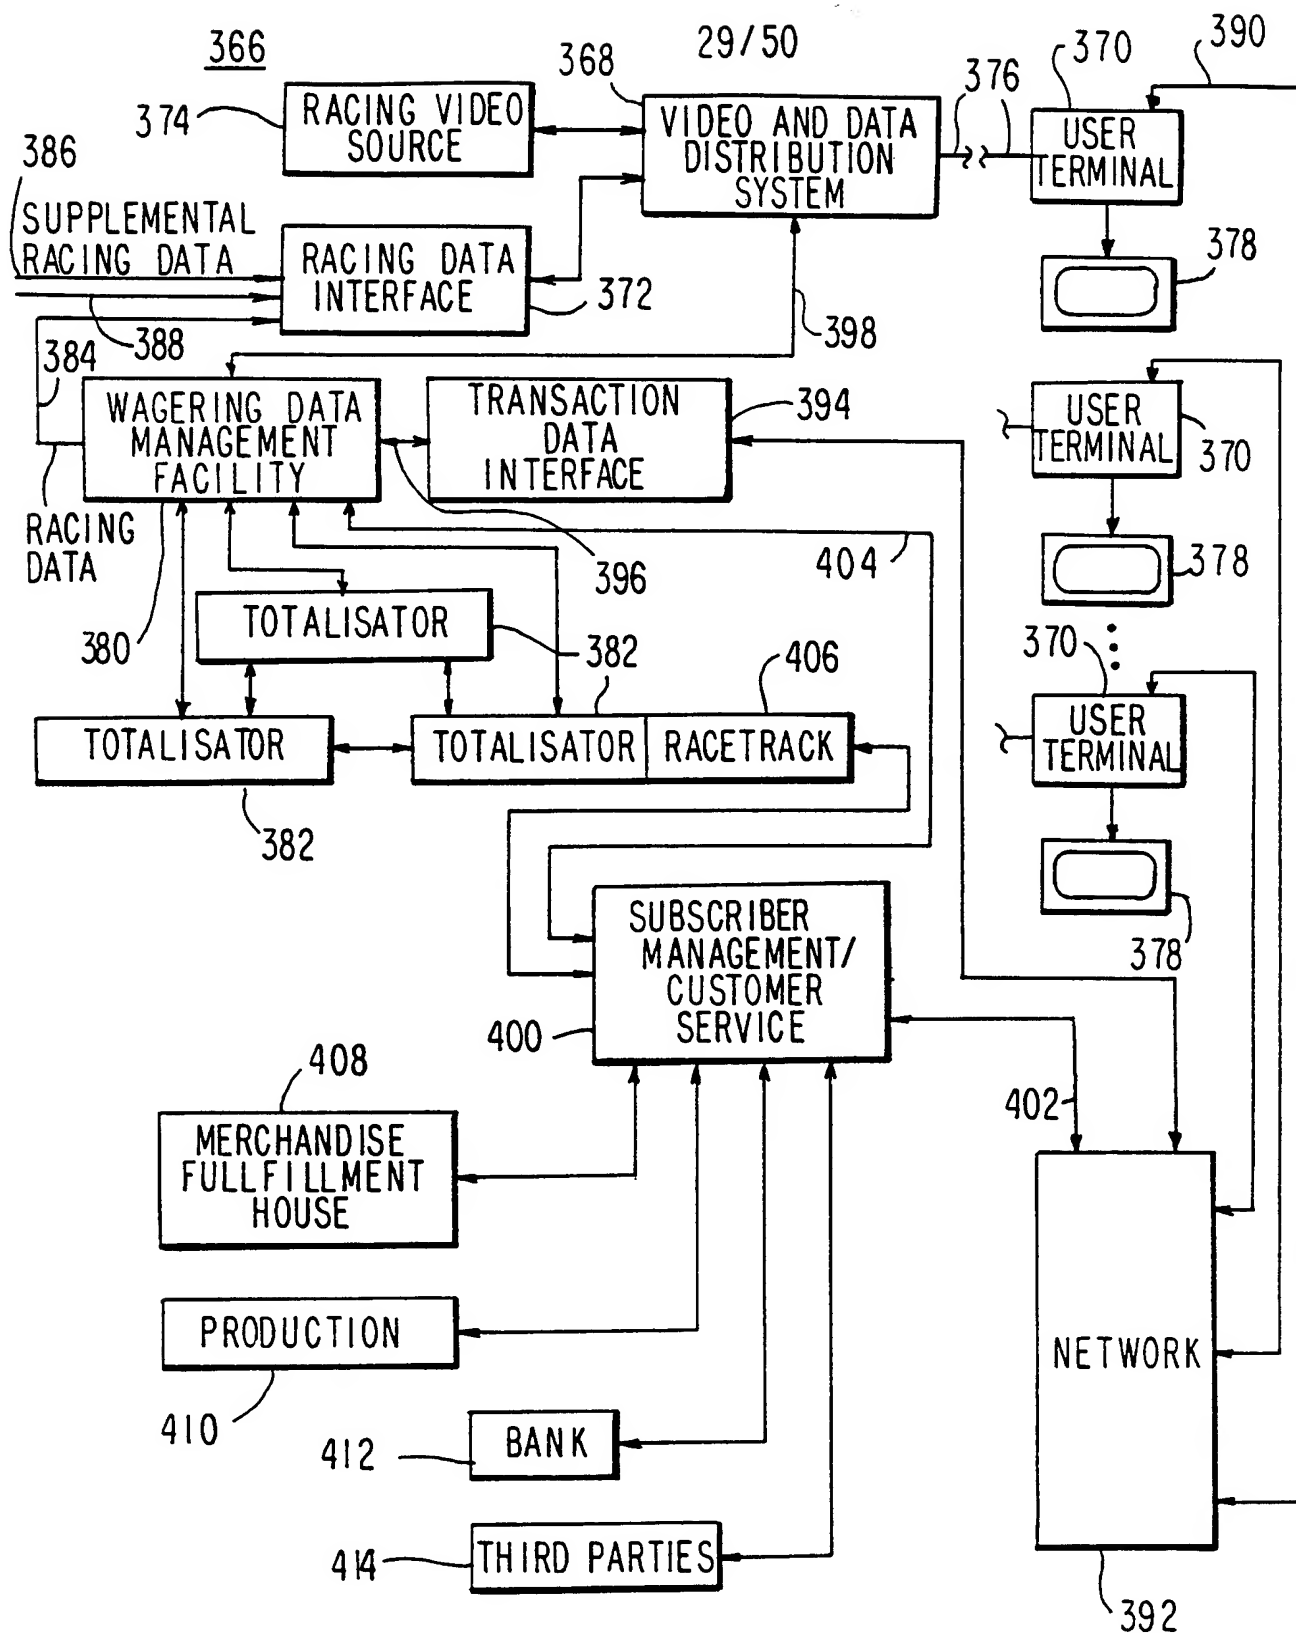 366
29/50
368
370
390
374
RACING VIDEO
SOURCE
VIDEO AND DATA
DISTRIBUTION
SYSTEM
376
USER
TERMINAL
386
SUPPLEMENTAL
RACING DATA
RACING DATA
INTERFACE
372
378
388
398
384
WAGERING DATA
MANAGEMENT
FACILITY
TRANSACTION
DATA
INTERFACE
394
USER
TERMINAL
370
RACING
DATA
396
404
378
380
TOTALISATOR
382
406
370
TOTALISATOR
TOTALISATOR
RACETRACK
USER
TERMINAL
382
378
SUBSCRIBER
MANAGEMENT/
CUSTOMER
SERVICE
400
408
402
MERCHANDISE
FULLFILLMENT
HOUSE
PRODUCTION
NETWORK
410
BANK
412
THIRD PARTIES
414
392